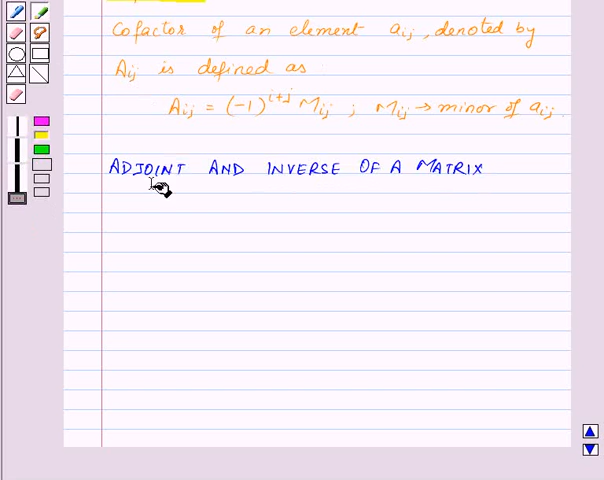 Cofactor of an element aij, denoted by
Aij is defined as
Aij = (-1)^i+j Mij ; Mij → minor of aij.
ADJOINT AND INVERSE OF A MATRIX